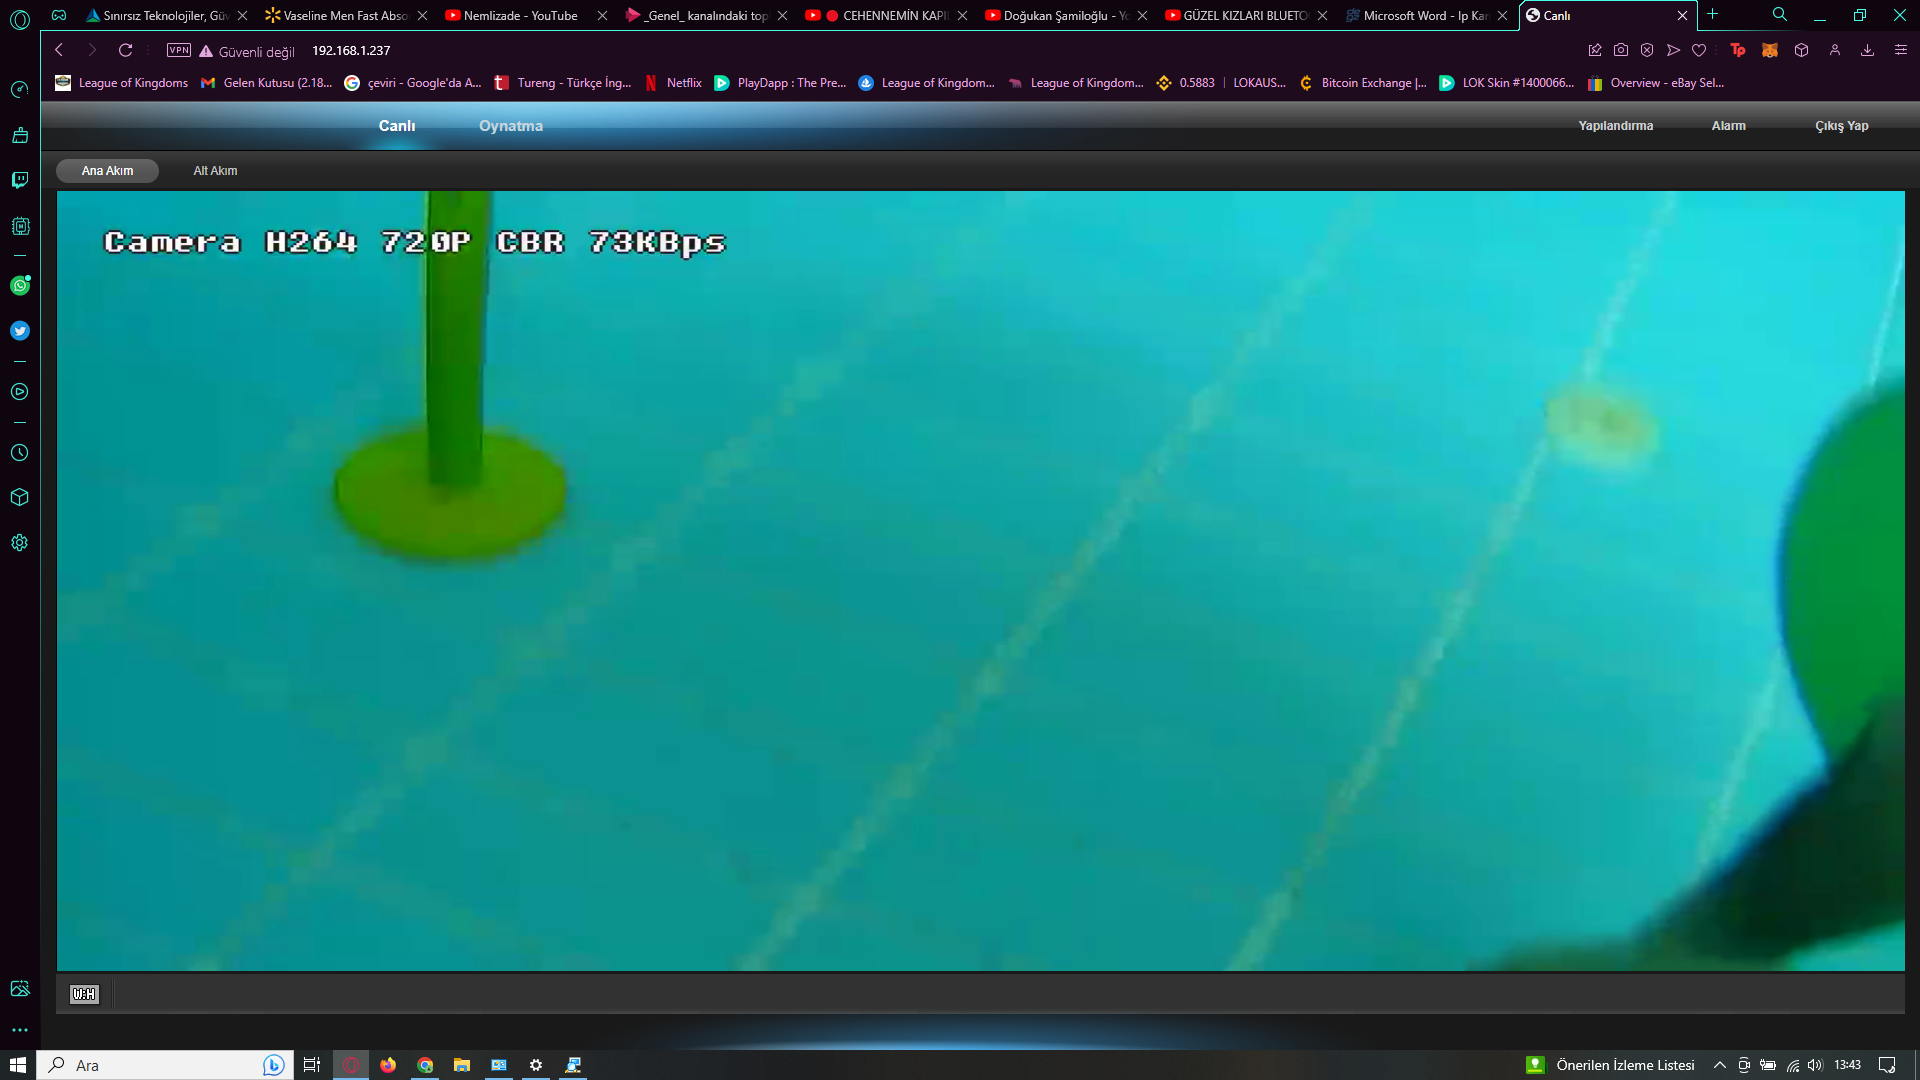 Sınırsız Teknolojiler, Güv
Vaseline Men Fast Abso
Nemlizade - YouTube
_Genel_ kanalındaki top
CEHENNEMİN KAPI
Doğukan Şamiloğlu - Yo
GÜZEL KIZLARI BLUETO
Microsoft Word - Ip Kam
Canlı
VPN
Güvenli değil
192.168.1.237
League of Kingdoms
Gelen Kutusu (2.18...
çeviri - Google'da A...
Tureng - Türkçe İng...
Netflix
PlayDapp : The Pre...
League of Kingdom...
League of Kingdom...
0.5883 | LOKAUS...
Bitcoin Exchange |...
LOK Skin #1400066...
Overview - eBay Sel...
Canlı
Oynatma
Yapılandırma
Alarm
Çıkış Yap
Ana Akım
Alt Akım
Camera H264 720P CBR 73KBps
W:H
Ara
Önerilen İzleme Listesi
13:43